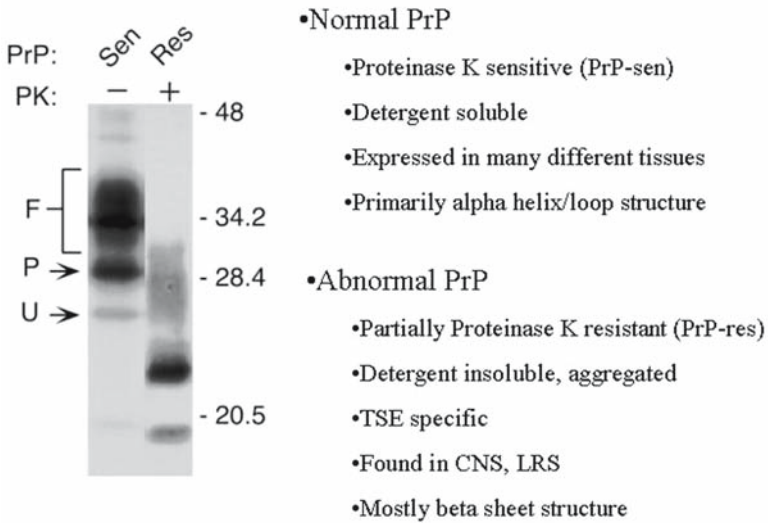 PrP: Sen Res
PK: – +
- 48
F
- 34.2
P
- 28.4
U
- 20.5
•Normal PrP
•Proteinase K sensitive (PrP-sen)
•Detergent soluble
•Expressed in many different tissues
•Primarily alpha helix/loop structure
•Abnormal PrP
•Partially Proteinase K resistant (PrP-res)
•Detergent insoluble, aggregated
•TSE specific
•Found in CNS, LRS
•Mostly beta sheet structure